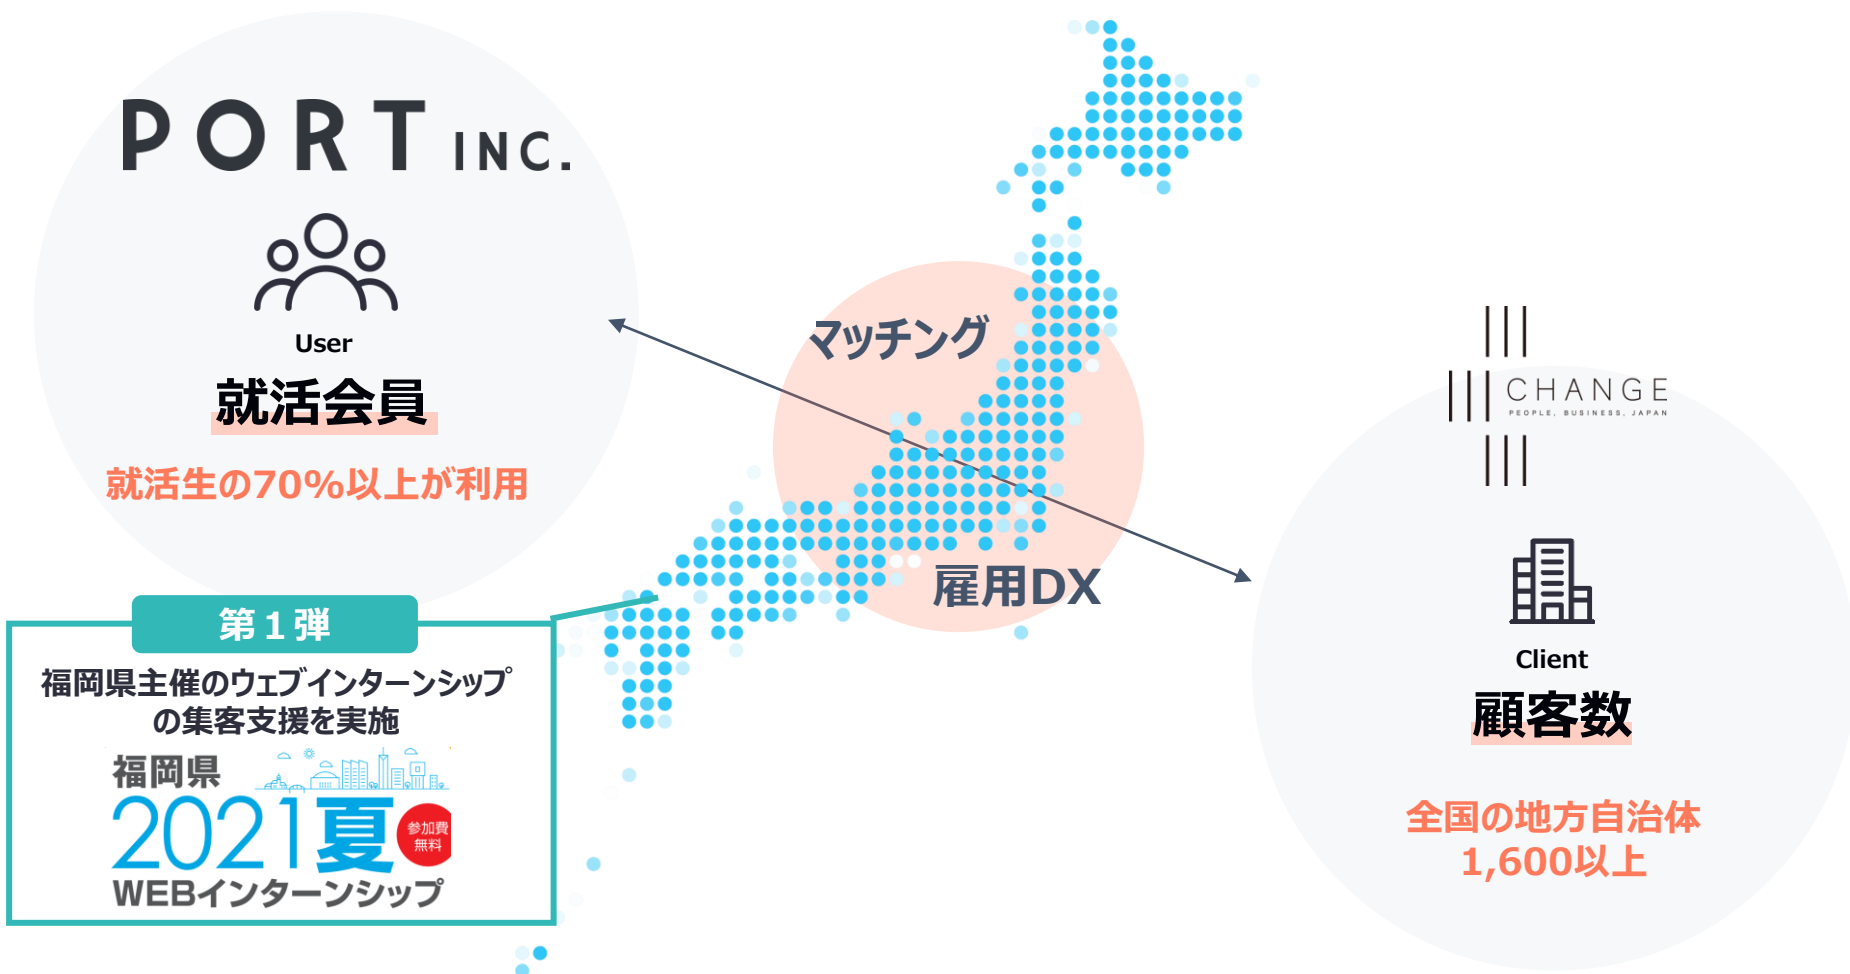 PORT INC.
User
就活会員
就活生の70%以上が利用
マッチング
雇用DX
CHANGE
PEOPLE, BUSINESS, JAPAN
Client
顧客数
全国の地方自治体
1,600以上
第1弾
福岡県主催のウェブインターンシップ
の集客支援を実施
福岡県
2021夏
参加費
無料
WEBインターンシップ